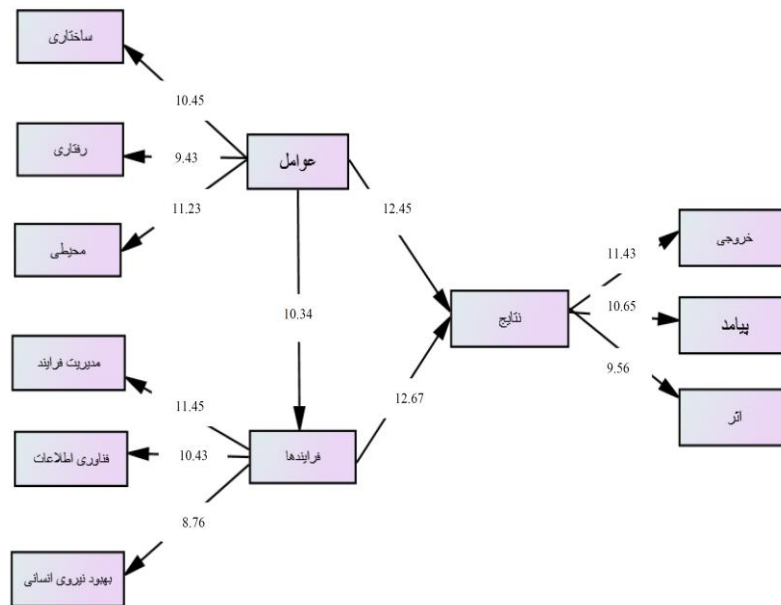 ساختاری
10.45
رفتاری
9.43
عوامل
11.23
محیطی
12.45
خروجی
11.43
10.34
نتایج
10.65
پیامد
مدیریت فرایند
9.56
11.45
12.67
اثر
فناوری اطلاعات
10.43
فرایندها
8.76
بهبود نیروی انسانی